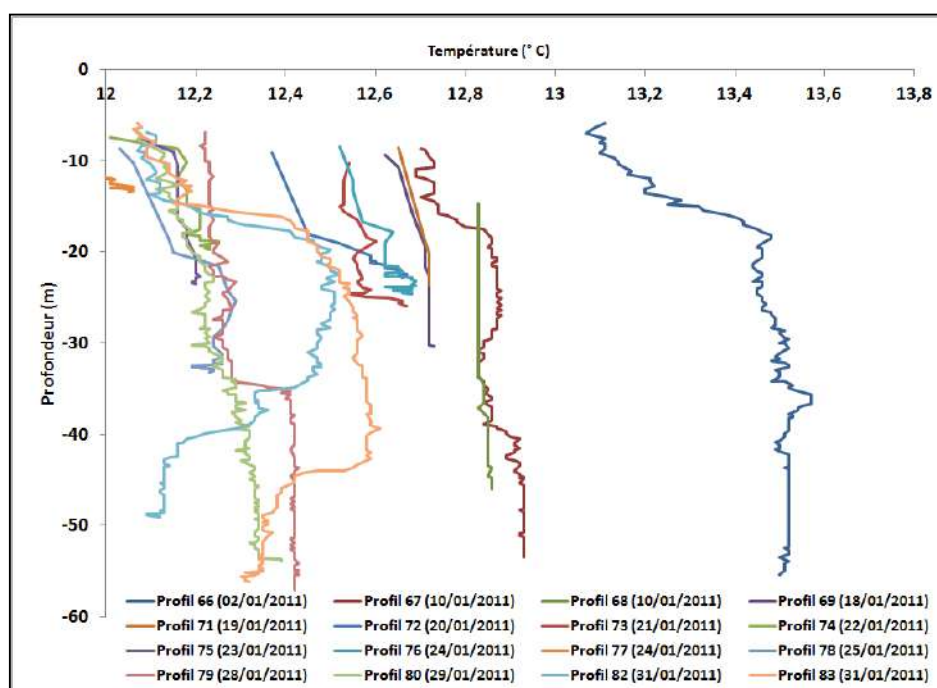 Température (° C)
0
12 12,2 12,4 12,6 12,8 13 13,2 13,4 13,6 13,8
-10
-20
-30
-40
-50
-60
Profondeur (m)
Profil 66 (02/01/2011) Profil 67 (10/01/2011) Profil 68 (10/01/2011) Profil 69 (18/01/2011)
Profil 71 (19/01/2011) Profil 72 (20/01/2011) Profil 73 (21/01/2011) Profil 74 (22/01/2011)
Profil 75 (23/01/2011) Profil 76 (24/01/2011) Profil 77 (24/01/2011) Profil 78 (25/01/2011)
Profil 79 (28/01/2011) Profil 80 (29/01/2011) Profil 82 (31/01/2011) Profil 83 (31/01/2011)